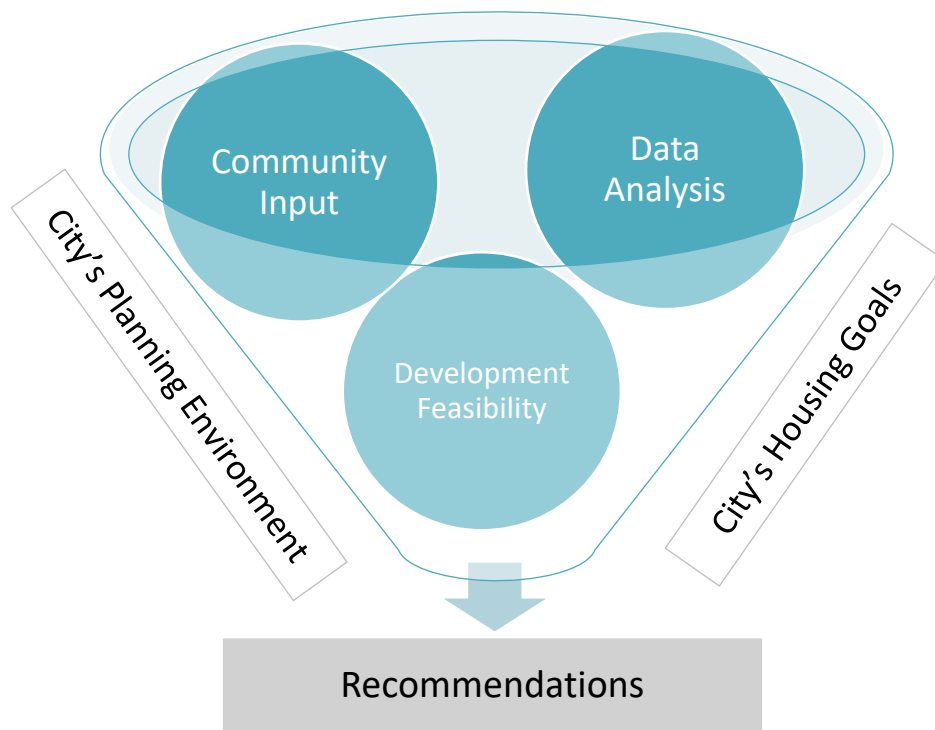 Community
Input
Data
Analysis
Development
Feasibility
City’s Planning Environment
City’s Housing Goals
Recommendations